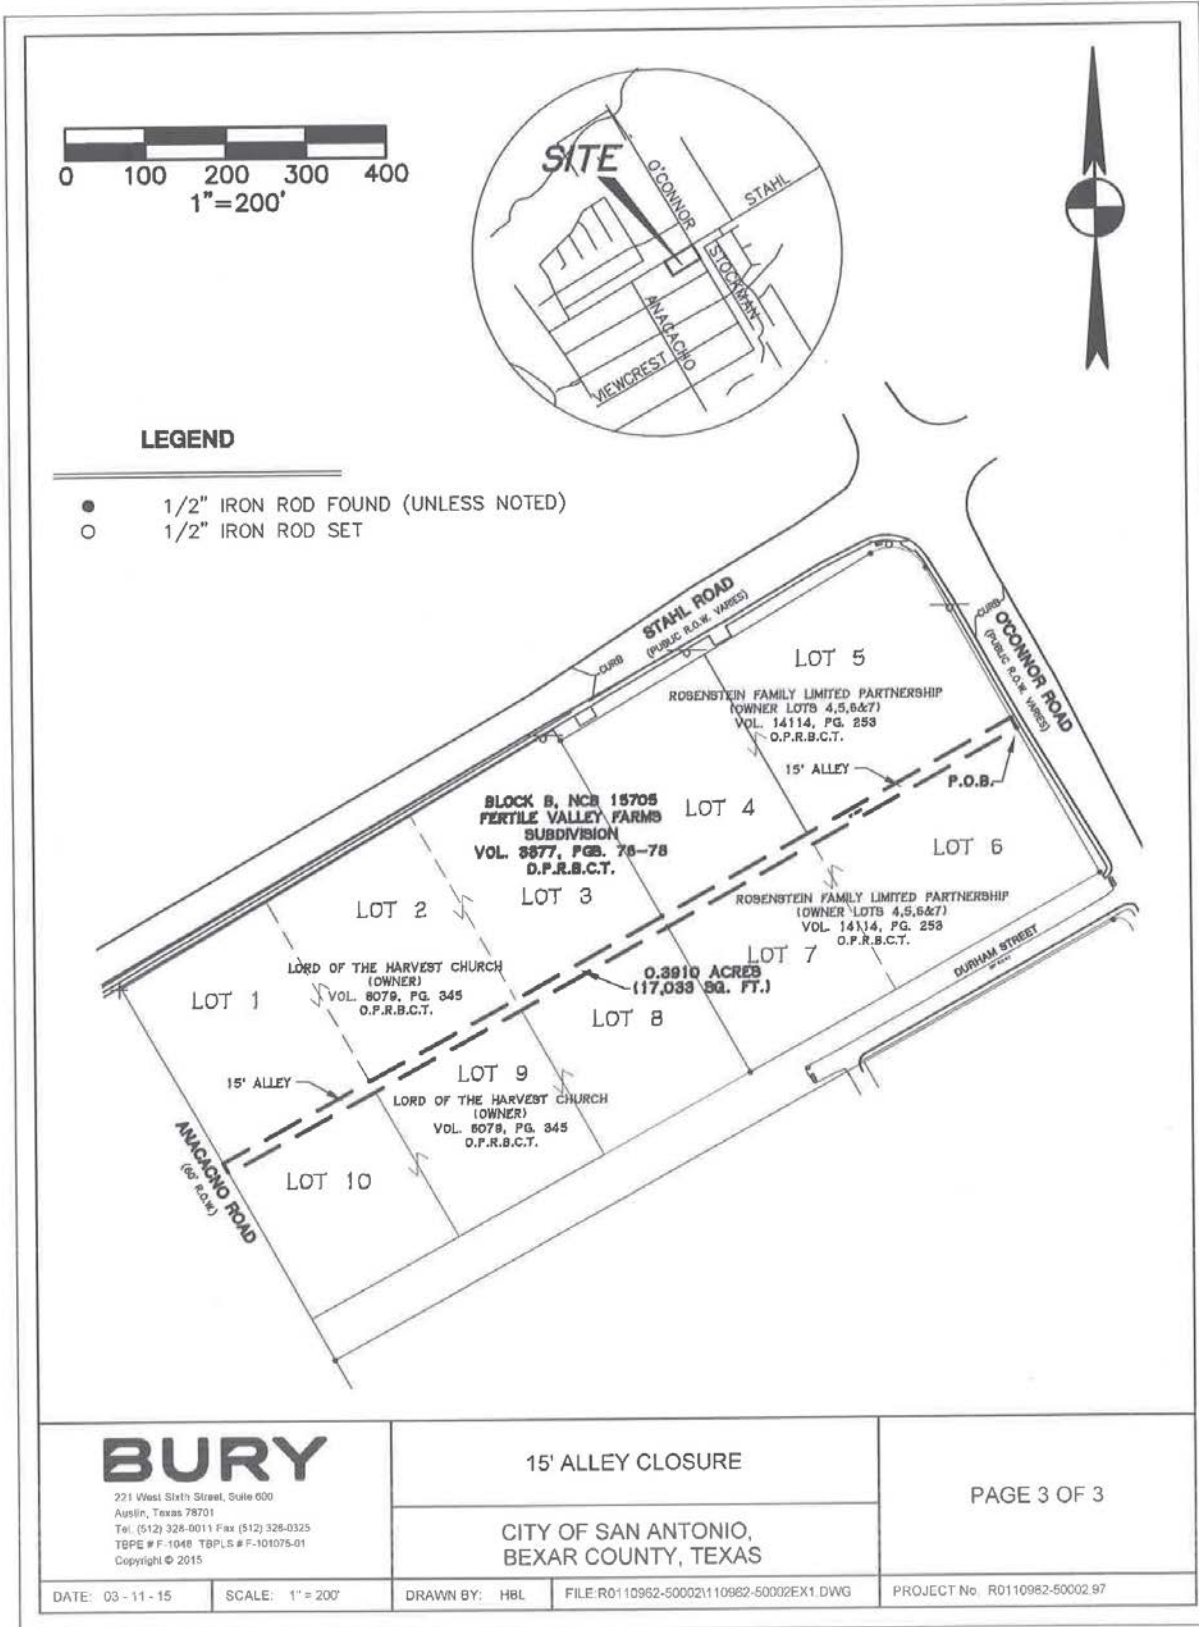 0 100 200 300 400
1"=200'
SITE
O'CONNOR
STAHL
STOCKMAN
ANACACHO
VIEWCREST
LEGEND
1/2" IRON ROD FOUND (UNLESS NOTED)
1/2" IRON ROD SET
STAHL ROAD
(PUBLIC R.O.W. VARIES)
CURB
CURB
O'CONNOR ROAD
(PUBLIC R.O.W. VARIES)
LOT 5
ROSENSTEIN FAMILY LIMITED PARTNERSHIP
(OWNER LOTS 4,5,6&7)
VOL. 14114, PG. 253
O.P.R.B.C.T.
15' ALLEY
P.O.B.
BLOCK B, NCB 15705
FERTILE VALLEY FARMS
SUBDIVISION
VOL. 3377, PGS. 76-78
D.P.R.B.C.T.
LOT 4
LOT 6
LOT 3
LOT 2
ROSENSTEIN FAMILY LIMITED PARTNERSHIP
(OWNER LOTS 4,5,6&7)
VOL. 14114, PG. 253
O.P.R.B.C.T.
LOT 7
DURHAM STREET
LORD OF THE HARVEST CHURCH
(OWNER)
VOL. 6079, PG. 345
O.P.R.B.C.T.
0.3910 ACRES
(17,033 SQ. FT.)
LOT 1
LOT 8
15' ALLEY
LOT 9
LORD OF THE HARVEST CHURCH
(OWNER)
VOL. 6079, PG. 345
O.P.R.B.C.T.
ANACACNO ROAD
(60' R.O.W.)
LOT 10
BURY
221 West Sixth Street, Suite 600
Austin, Texas 78701
Tel. (512) 328-0011 Fax (512) 328-0325
TBPE # F-1048 TBPLS # F-101075-01
Copyright © 2015
15' ALLEY CLOSURE
CITY OF SAN ANTONIO,
BEXAR COUNTY, TEXAS
PAGE 3 OF 3
DATE: 03-11-15
SCALE: 1" = 200'
DRAWN BY: HBL
FILE:R0110962-50002\110962-50002EX1.DWG
PROJECT No. R0110982-50002.97